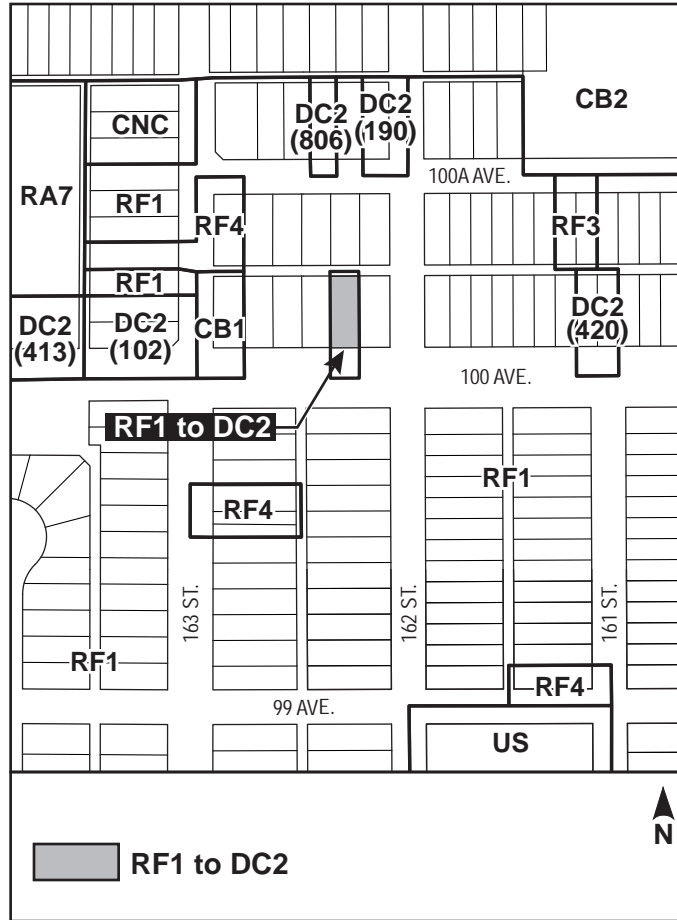 CB2
CNC
DC2
(806)
DC2
(190)
100A AVE.
RA7
RF1
RF4
RF3
RF1
DC2
(413)
DC2
(102)
CB1
DC2
(420)
100 AVE.
RF1 to DC2
RF1
RF4
163 ST.
162 ST.
161 ST.
RF1
RF4
99 AVE.
US
N
RF1 to DC2